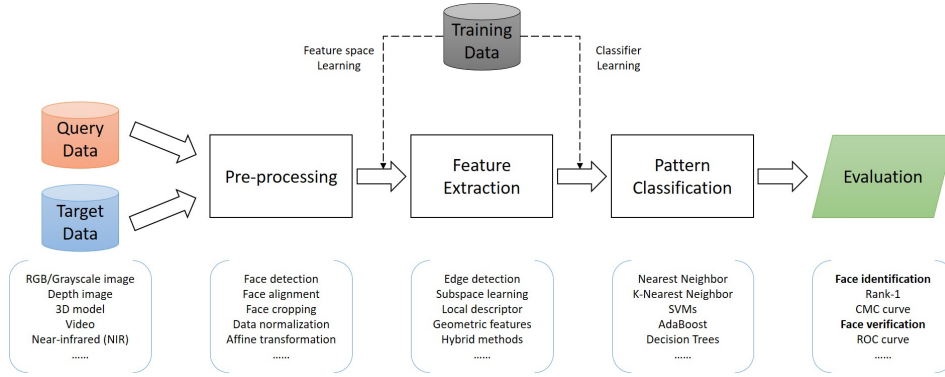 Training
Data
Feature space
Learning
Classifier
Learning
Query
Data
Target
Data
Pre-processing
Feature
Extraction
Pattern
Classification
Evaluation
RGB/Grayscale image
Depth image
3D model
Video
Near-infrared (NIR)
......
Face detection
Face alignment
Face cropping
Data normalization
Affine transformation
......
Edge detection
Subspace learning
Local descriptor
Geometric features
Hybrid methods
......
Nearest Neighbor
K-Nearest Neighbor
SVMs
AdaBoost
Decision Trees
......
Face identification
Rank-1
CMC curve
Face verification
ROC curve
......